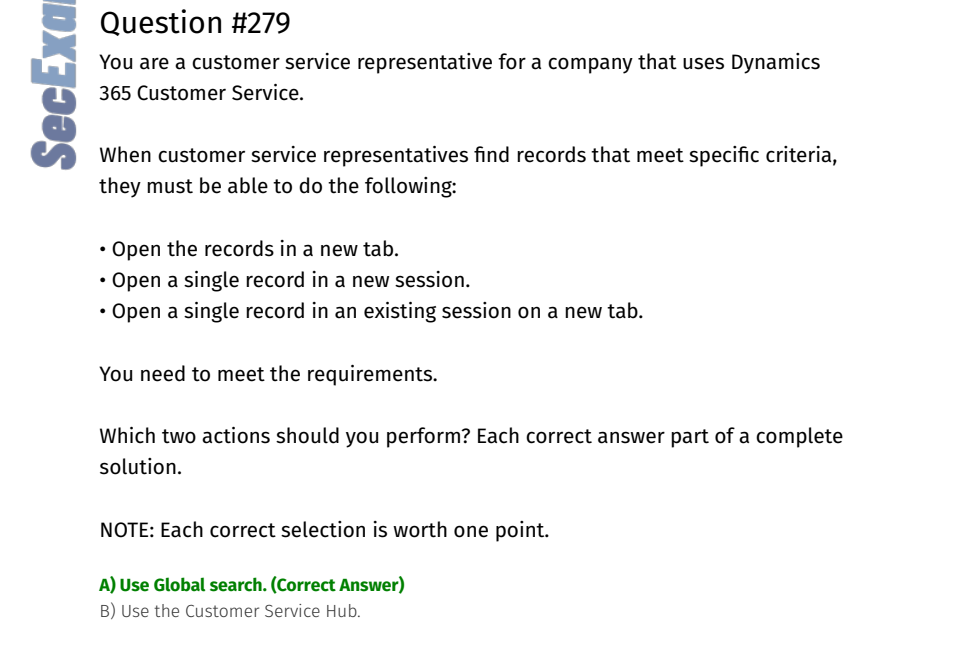 SecExa
Question #279
You are a customer service representative for a company that uses Dynamics
365 Customer Service.
When customer service representatives find records that meet specific criteria,
they must be able to do the following:
• Open the records in a new tab.
• Open a single record in a new session.
• Open a single record in an existing session on a new tab.
You need to meet the requirements.
Which two actions should you perform? Each correct answer part of a complete
solution.
NOTE: Each correct selection is worth one point.
A) Use Global search. (Correct Answer)
B) Use the Customer Service Hub.